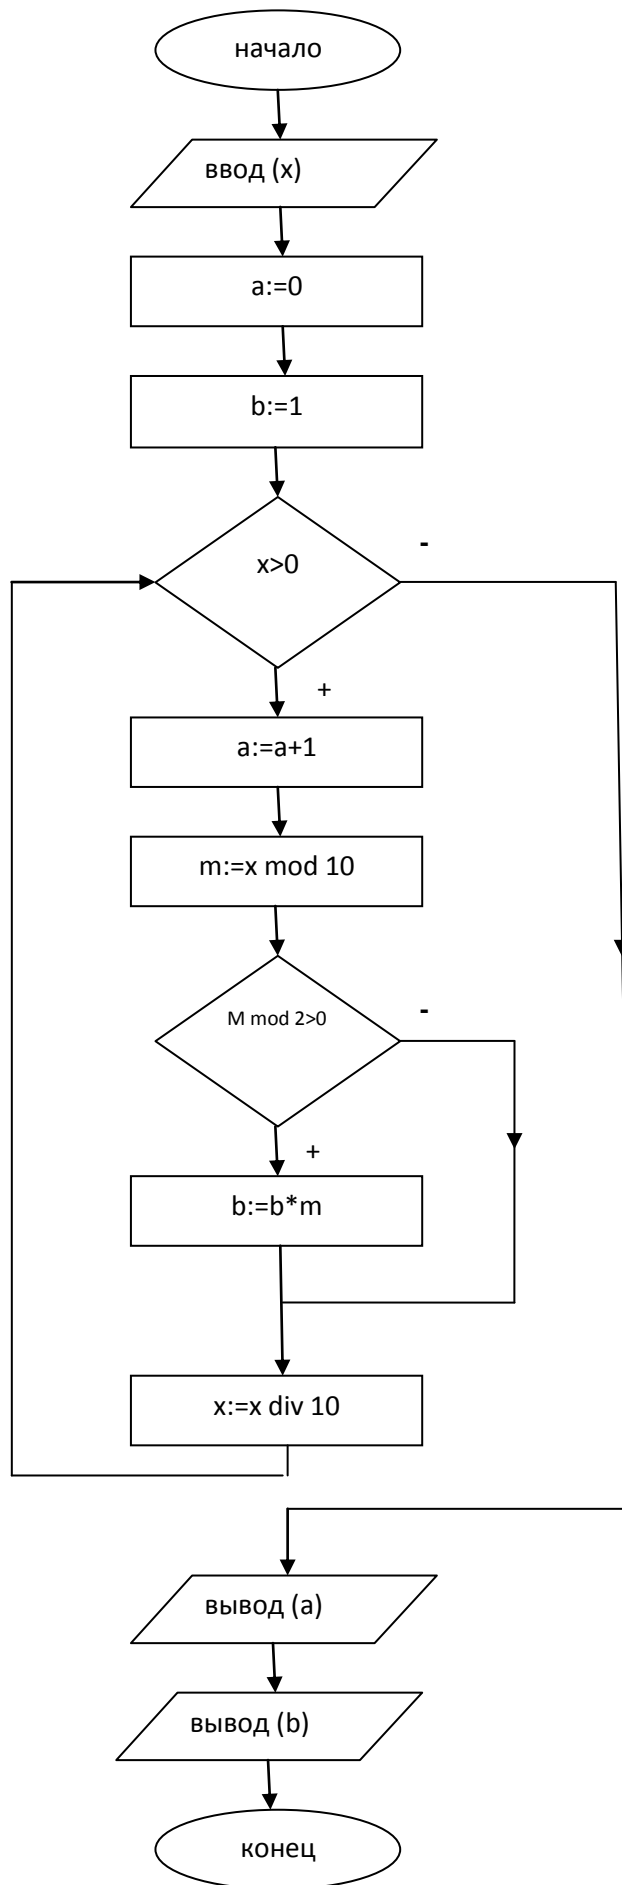 начало
ввод (x)
a:=0
b:=1
x>0
-
+
a:=a+1
m:=x mod 10
M mod 2>0
-
+
b:=b*m
x:=x div 10
вывод (a)
вывод (b)
конец